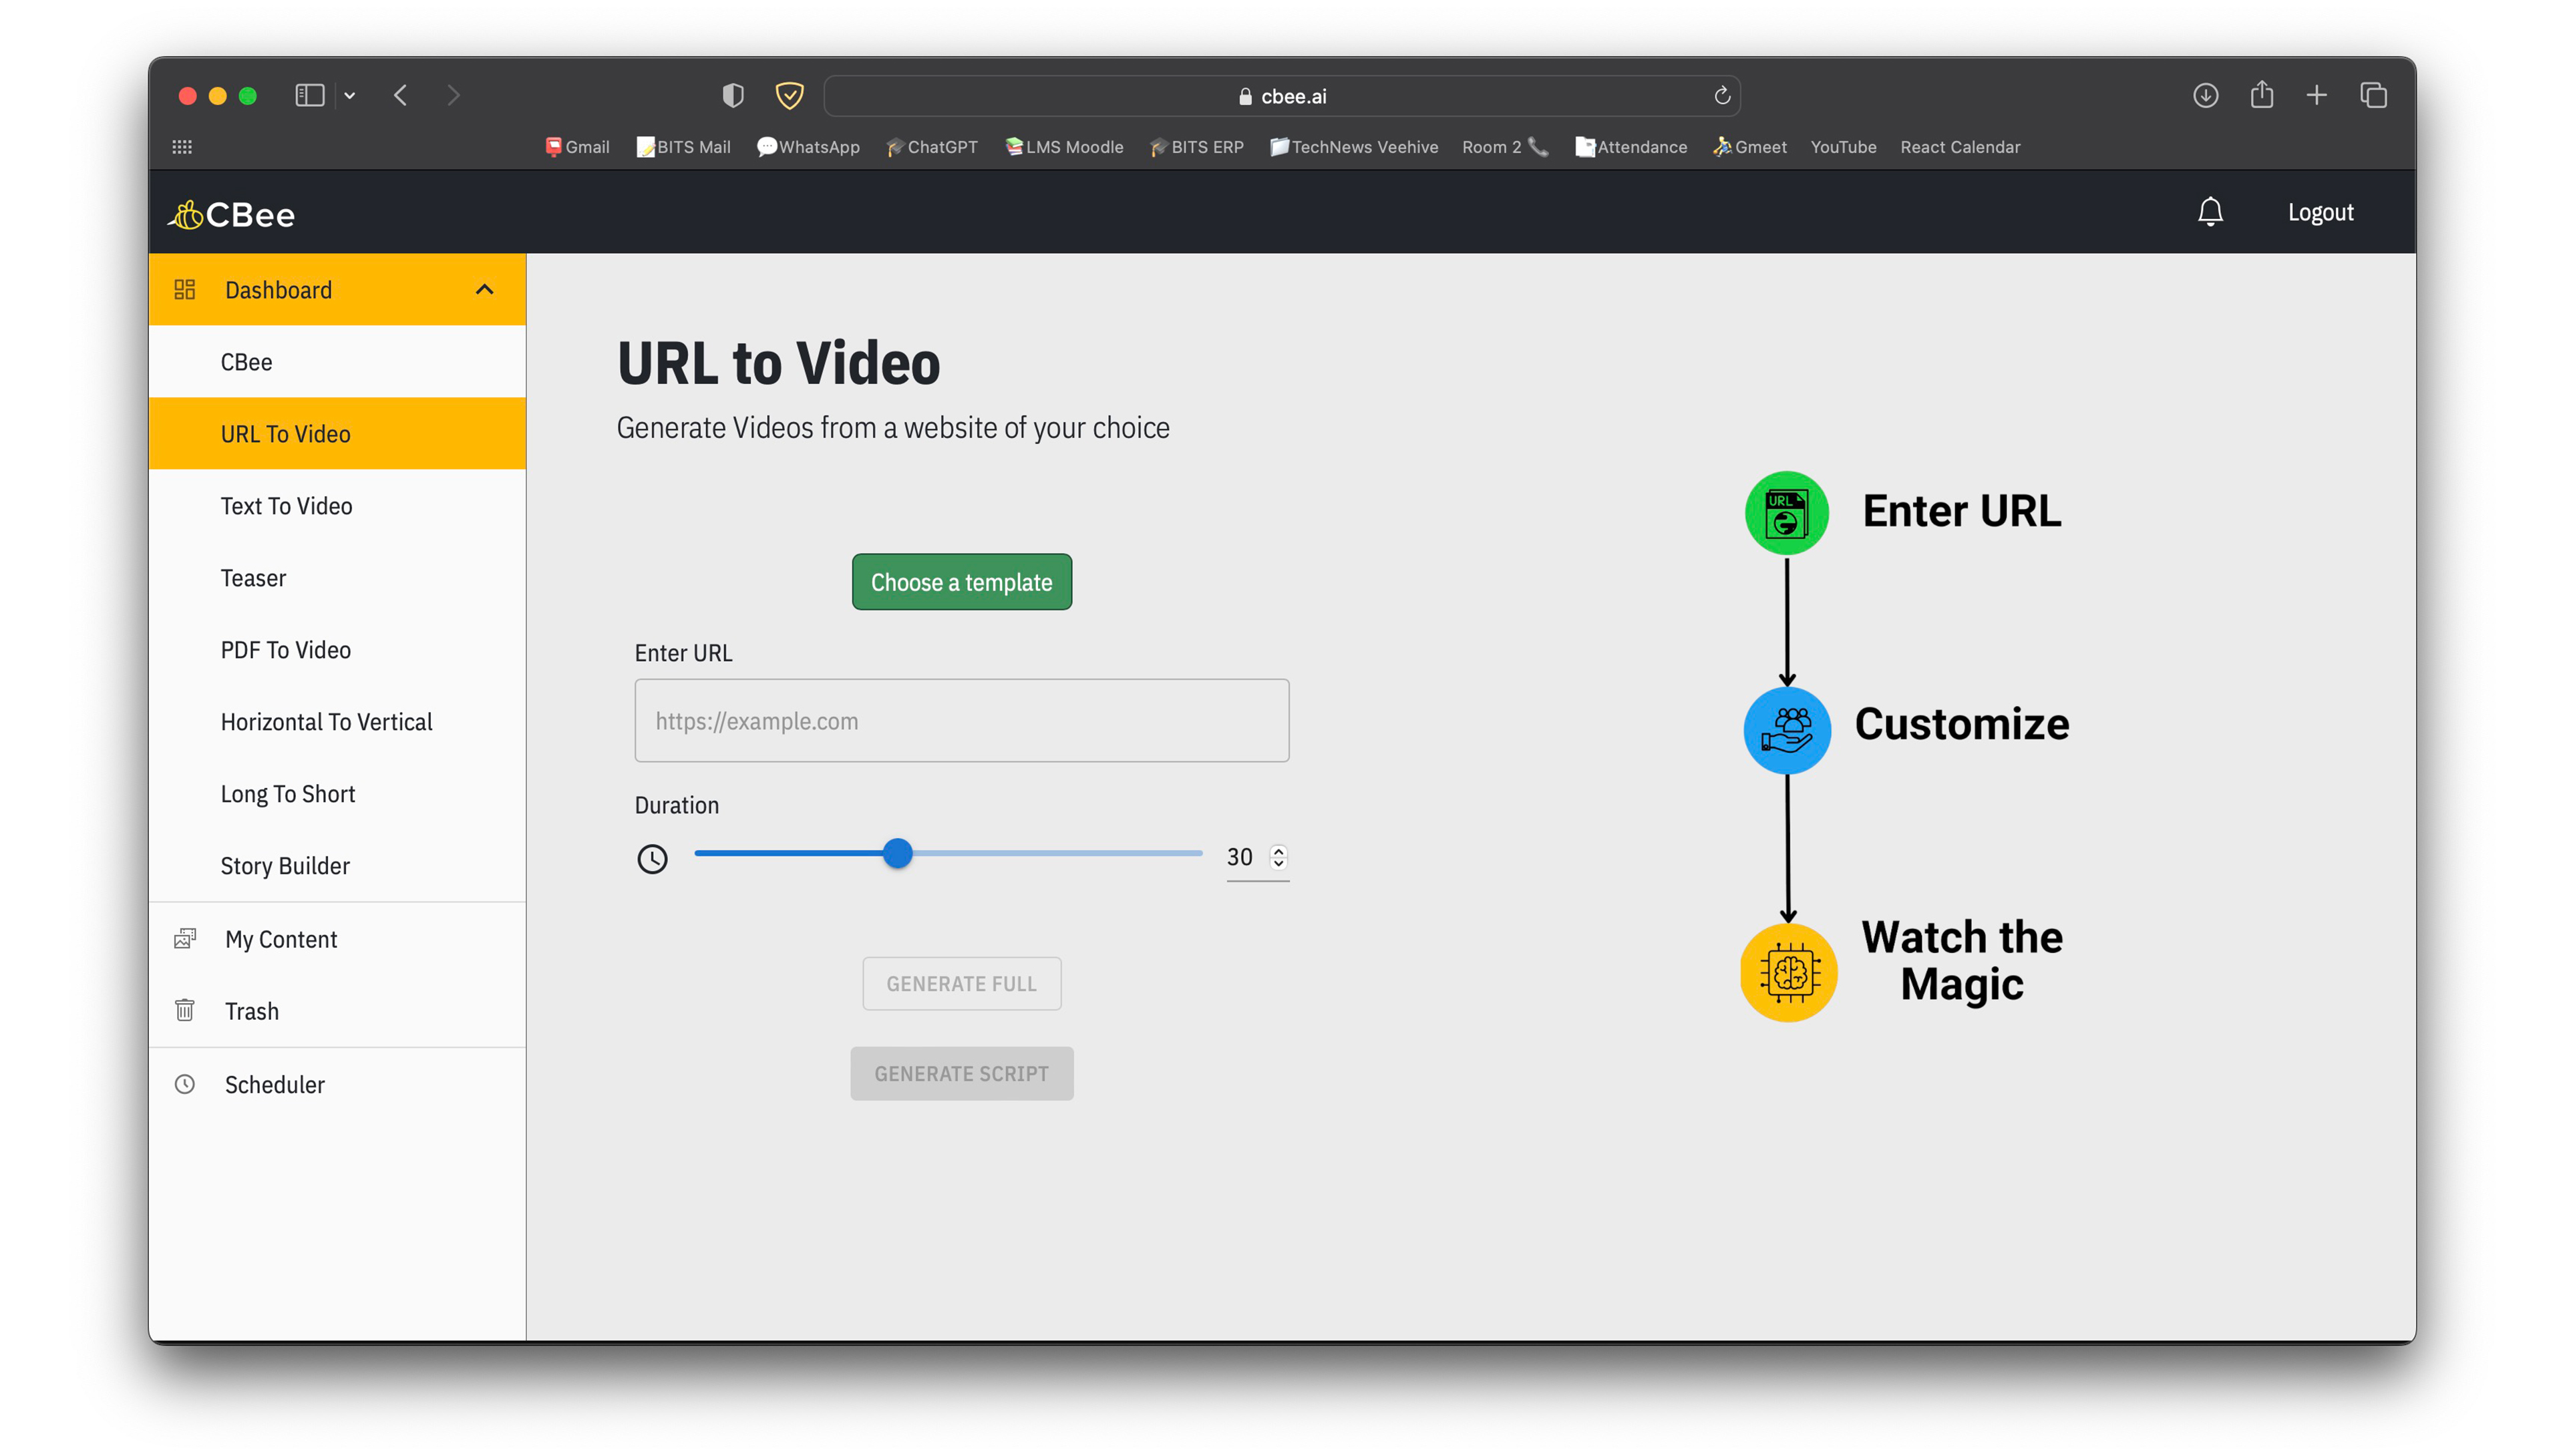 cbee.ai
Gmail BITS Mail WhatsApp ChatGPT LMS Moodle BITS ERP TechNews Veehive Room 2 Attendance Gmeet YouTube React Calendar
CBee
Logout
Dashboard
CBee
URL To Video
Text To Video
Teaser
PDF To Video
Horizontal To Vertical
Long To Short
Story Builder
My Content
Trash
Scheduler
URL to Video
Generate Videos from a website of your choice
Choose a template
Enter URL
https://example.com
Duration
30
GENERATE FULL
GENERATE SCRIPT
URL
Enter URL
Customize
Watch the
Magic